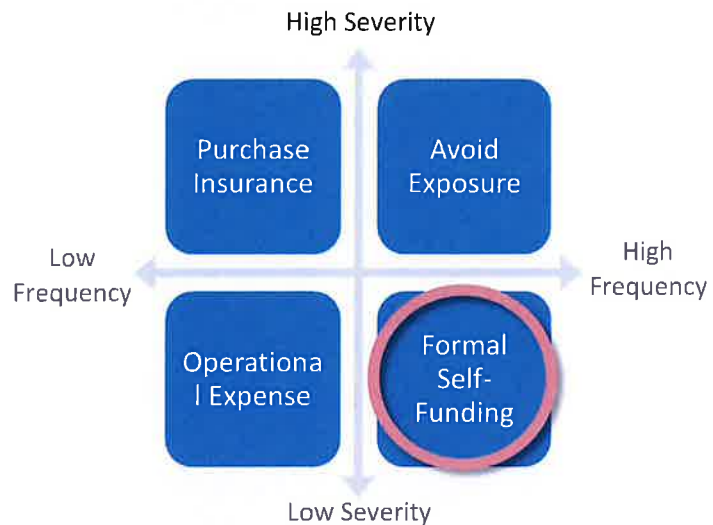 High Severity
Purchase
Insurance
Avoid
Exposure
Low
Frequency
High
Frequency
Operationa
l Expense
Formal
Self-
Funding
Low Severity